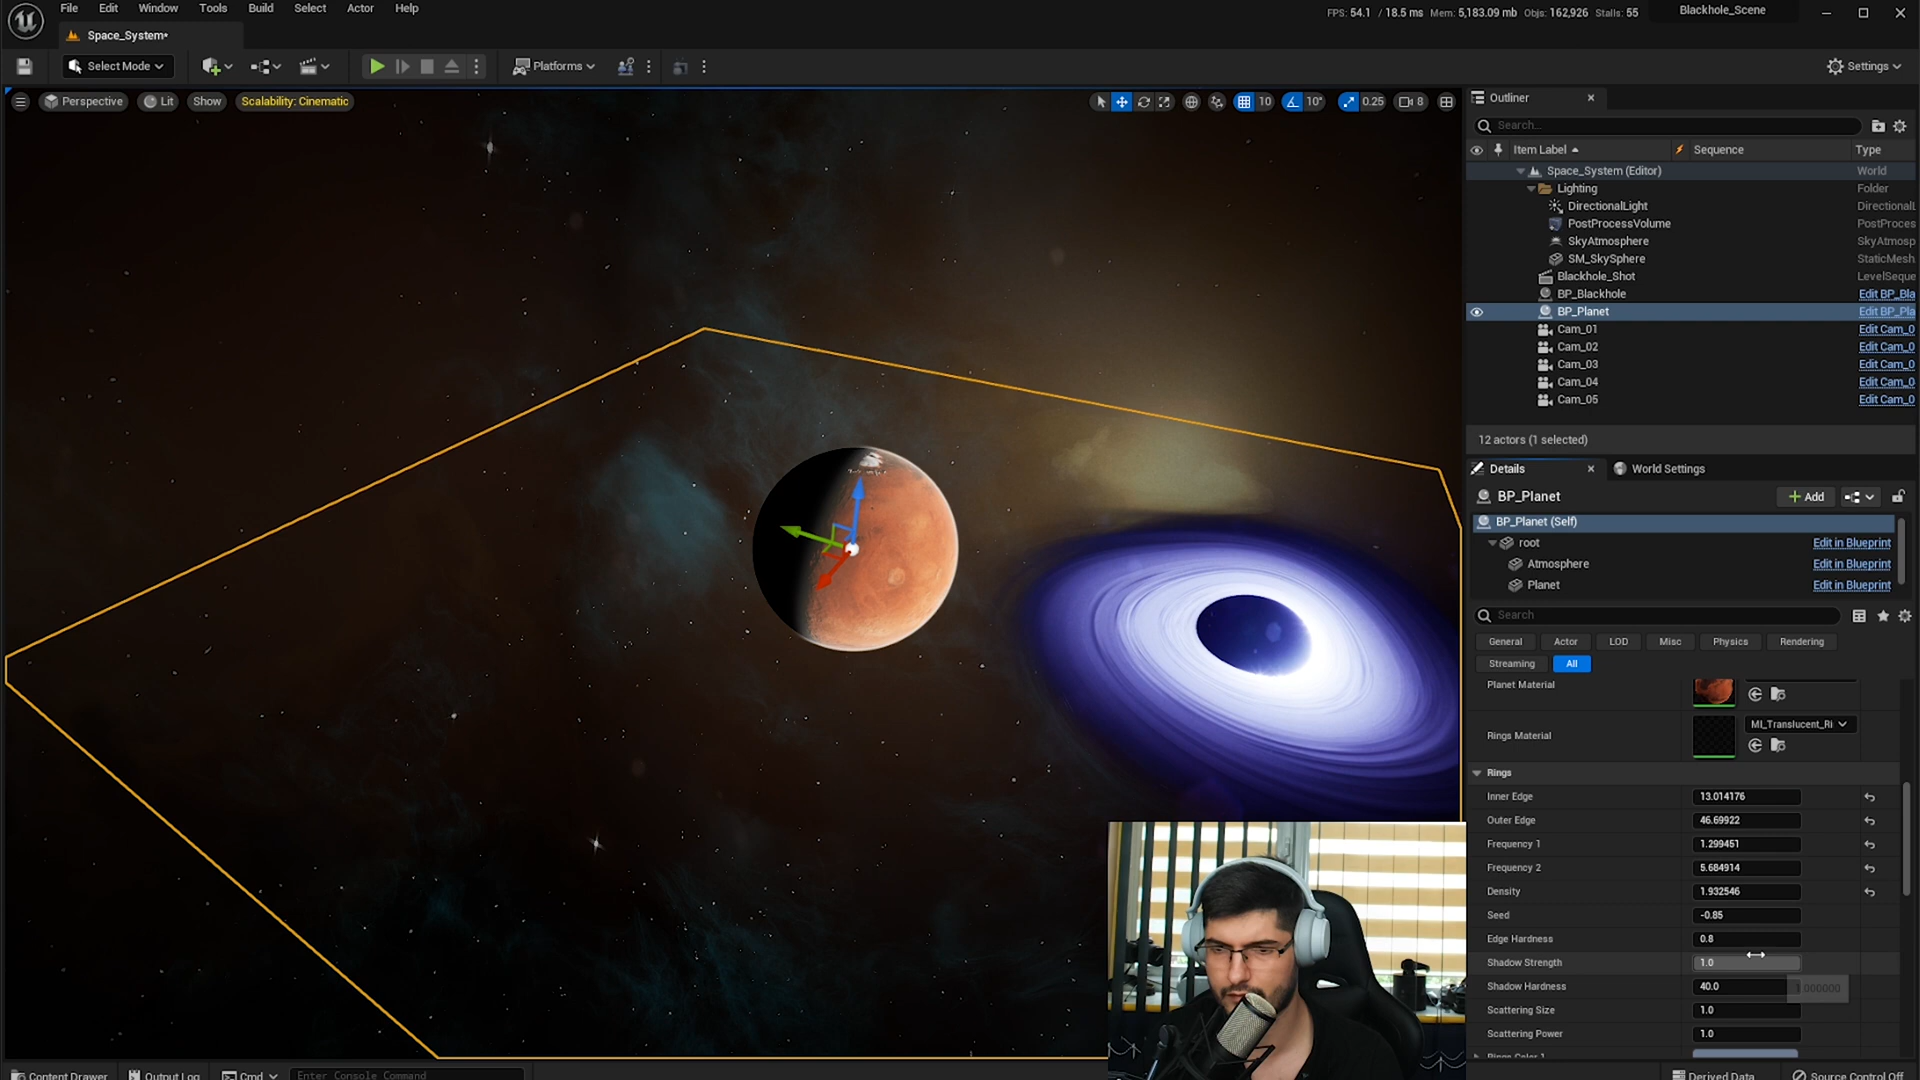 File Edit Window Tools Build Select Actor Help
FPS: 54.1 / 18.5 ms Mem: 5,183.09 mb Objs: 162,926 Stalls: 55
Blackhole_Scene
Space_System*
Select Mode
Platforms
Settings
Perspective Lit Show Scalability: Cinematic
10 10° 0.25 8
Outliner
Search...
Item Label Sequence Type
Space_System (Editor) World
Lighting Folder
DirectionalLight DirectionalL
PostProcessVolume PostProces
SkyAtmosphere SkyAtmosp
SM_SkySphere StaticMesh
Blackhole_Shot LevelSeque
BP_Blackhole Edit BP_Bla
BP_Planet Edit BP_Pla
Cam_01 Edit Cam_0
Cam_02 Edit Cam_0
Cam_03 Edit Cam_0
Cam_04 Edit Cam_0
Cam_05 Edit Cam_0
12 actors (1 selected)
Details World Settings
BP_Planet Add
BP_Planet (Self)
root Edit in Blueprint
Atmosphere Edit in Blueprint
Planet Edit in Blueprint
Search
General Actor LOD Misc Physics Rendering
Streaming All
Planet Material
Rings Material MI_Translucent_Ri
Rings
Inner Edge 13.014176
Outer Edge 46.69922
Frequency 1 1.299451
Frequency 2 5.684914
Density 1.932546
Seed -0.85
Edge Hardness 0.8
Shadow Strength 1.0
Shadow Hardness 40.0 1.000000
Scattering Size 1.0
Scattering Power 1.0
Rings Color 1
Content Drawer Output Log Cmd Enter Console Command
Derived Data Source Control Off